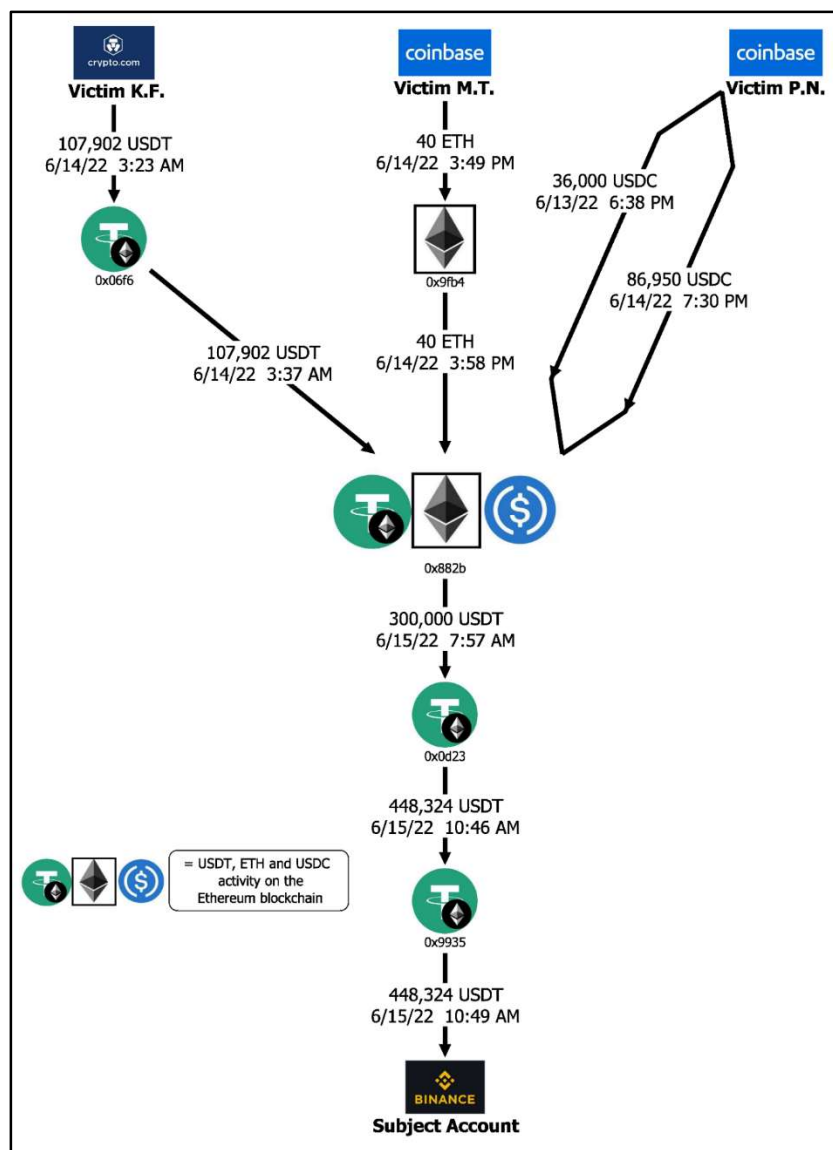 crypto.com
Victim K.F.
coinbase
Victim M.T.
coinbase
Victim P.N.
107,902 USDT
6/14/22 3:23 AM
40 ETH
6/14/22 3:49 PM
36,000 USDC
6/13/22 6:38 PM
0x06f6
0x9fb4
86,950 USDC
6/14/22 7:30 PM
107,902 USDT
6/14/22 3:37 AM
40 ETH
6/14/22 3:58 PM
0x882b
300,000 USDT
6/15/22 7:57 AM
0x0d23
448,324 USDT
6/15/22 10:46 AM
= USDT, ETH and USDC
activity on the
Ethereum blockchain
0x9935
448,324 USDT
6/15/22 10:49 AM
BINANCE
Subject Account